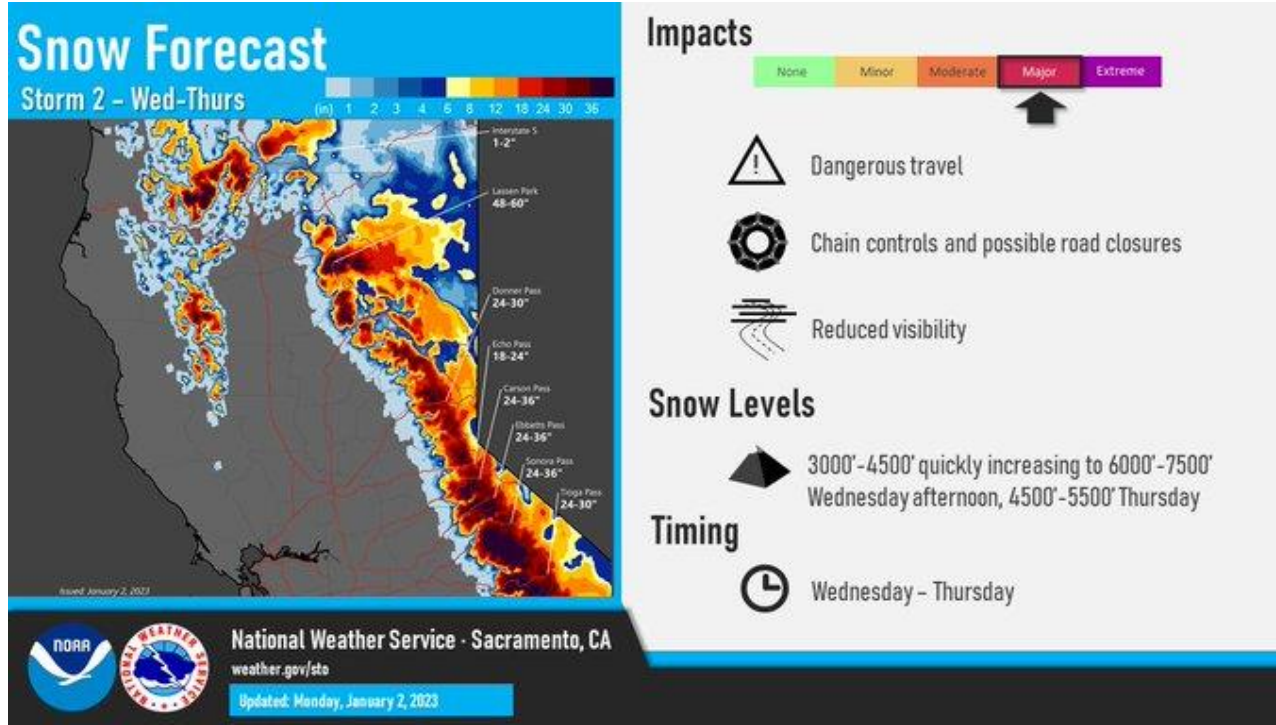 Snow Forecast
Storm 2 - Wed-Thurs
(in) 1 2 3 4 6 8 12 18 24 30 36
Interstate 5
1-2"
Lassen Park
48-60"
Donner Pass
24-30"
Echo Pass
18-24"
Carson Pass
24-36"
Ebbetts Pass
24-36"
Sonora Pass
24-36"
Tioga Pass
24-30"
Issued January 2, 2023
Impacts
None Minor Moderate Major Extreme
!
Dangerous travel
Chain controls and possible road closures
Reduced visibility
Snow Levels
3000'-4500' quickly increasing to 6000'-7500'
Wednesday afternoon, 4500'-5500' Thursday
Timing
Wednesday - Thursday
NOAA
NATIONAL WEATHER SERVICE
National Weather Service · Sacramento, CA
weather.gov/sto
Updated: Monday, January 2, 2023